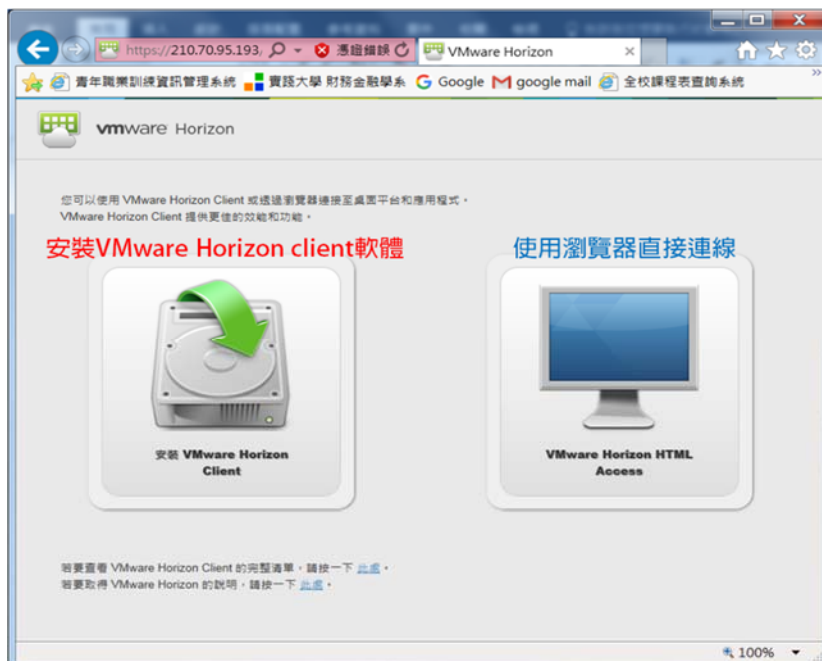 https://210.70.95.193,
憑證錯誤
VMware Horizon
青年職業訓練資訊管理系統
實踐大學 財務金融學系
Google
google mail
全校課程表查詢系統
vmware Horizon
您可以使用 VMware Horizon Client 或透過瀏覽器連接至桌面平台和應用程式。
VMware Horizon Client 提供更佳的效能和功能。
安裝VMware Horizon client軟體
使用瀏覽器直接連線
安裝 VMware Horizon
Client
VMware Horizon HTML
Access
若要查看 VMware Horizon Client 的完整清單，請按一下 此處。
若要取得 VMware Horizon 的說明，請按一下 此處。
100%